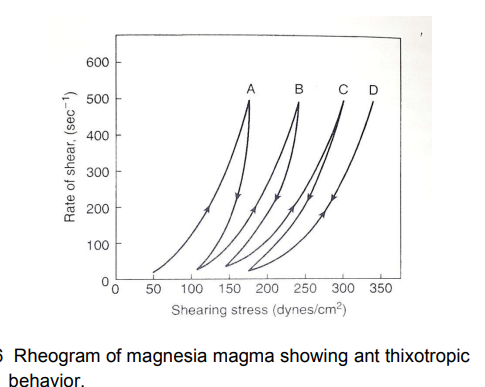 600
500
400
300
200
100
0
Rate of shear, (sec⁻¹)
A B C D
0 50 100 150 200 250 300 350
Shearing stress (dynes/cm²)
6 Rheogram of magnesia magma showing ant thixotropic
behavior.